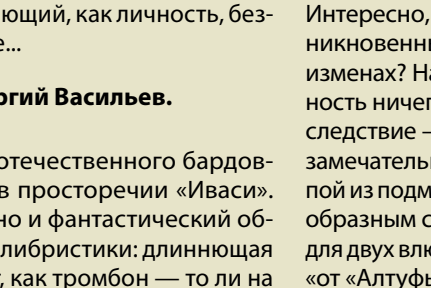 ющий, как личность, без-
е...
ргий Васильев.
отечественного бардов-
в просторечии «Иваси».
но и фантастический об-
либристики: длиннющая
, как тромбон — то ли на
Интересно,
никновенн
изменах? На
ность ничег
следствие –
замечательн
пой из подм
образным с
для двух влю
«от «Алтуфь